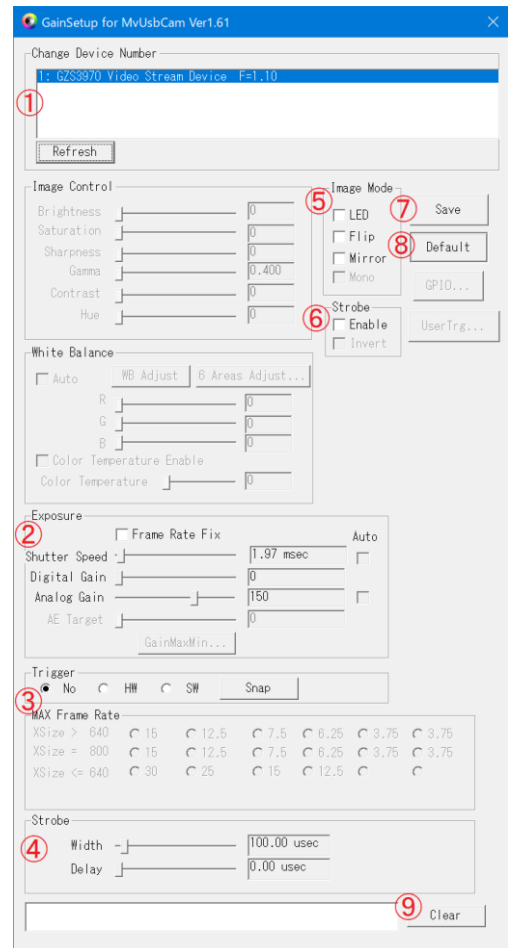 GainSetup for MvUsbCam Ver1.61
Change Device Number
1: GZS3970 Video Stream Device F=1.10
①
Refresh
Image Control
Brightness 0
Saturation 0
Sharpness 0
Gamma 0.400
Contrast 0
Hue 0
Image Mode
⑤
LED
Flip
Mirror
Mono
⑦ Save
⑧ Default
GPIO...
Strobe
⑥
Enable
Invert
UserTrg...
White Balance
Auto WB Adjust 6 Areas Adjust...
R 0
G 0
B 0
Color Temperature Enable
Color Temperature 0
Exposure
②
Frame Rate Fix Auto
Shutter Speed 1.97 msec
Digital Gain 0
Analog Gain 150
AE Target 0
GainMaxMin...
Trigger
No HW SW Snap
③
MAX Frame Rate
XSize > 640 15 12.5 7.5 6.25 3.75 3.75
XSize = 800 15 12.5 7.5 6.25 3.75 3.75
XSize <= 640 30 25 15 12.5
Strobe
④
Width 100.00 usec
Delay 0.00 usec
⑨ Clear